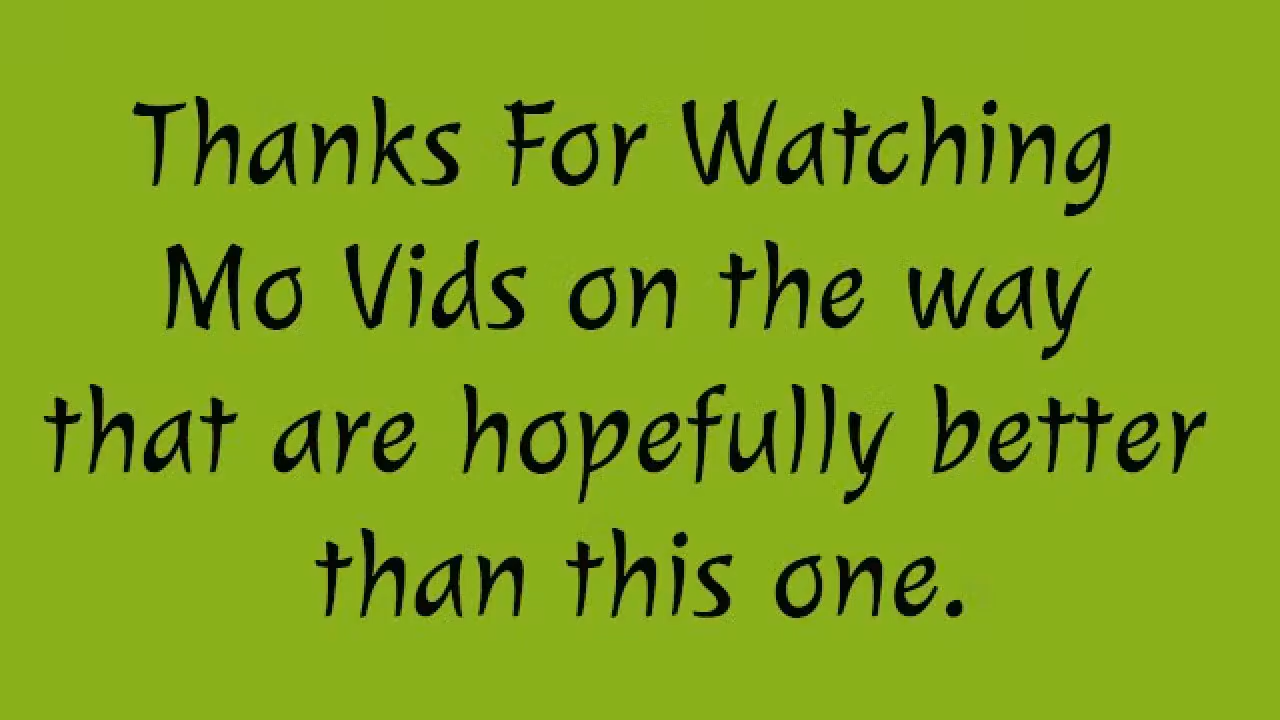 Thanks For Watching
Mo Vids on the way
that are hopefully better
than this one.